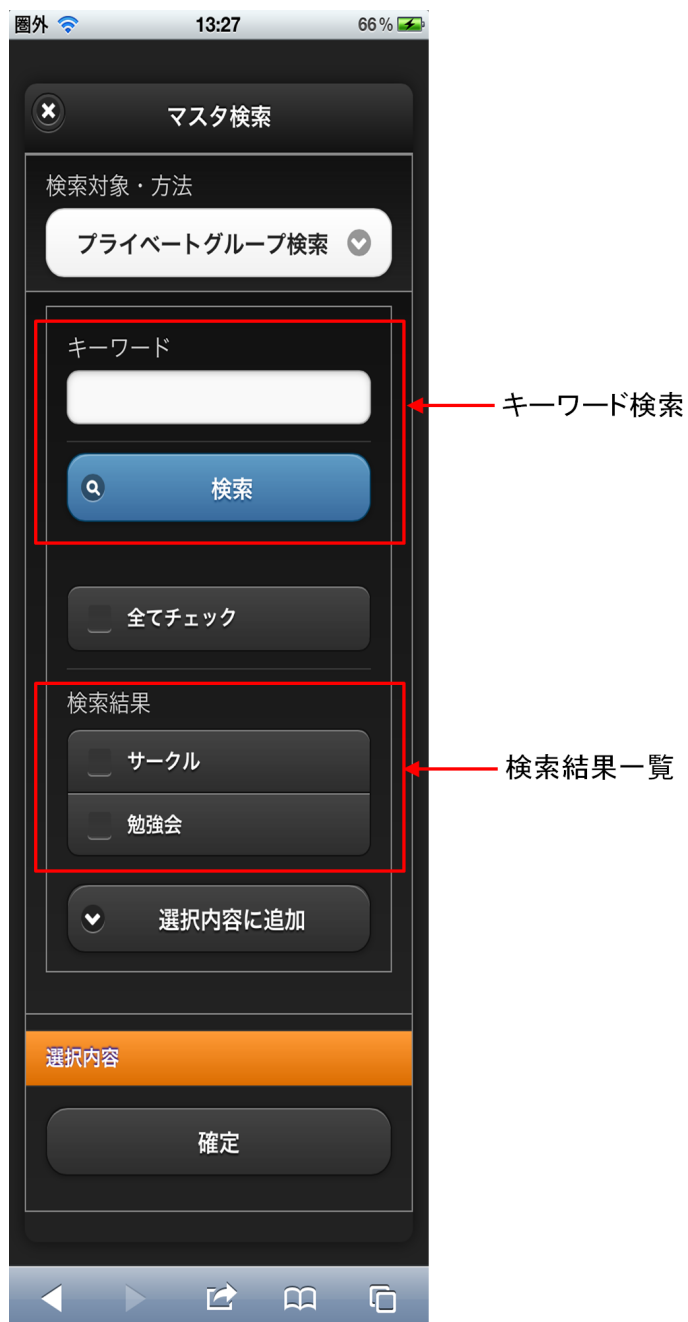 圏外 13:27 66%
マスタ検索
検索対象・方法
プライベートグループ検索
キーワード
キーワード検索
検索
全てチェック
検索結果
サークル
検索結果一覧
勉強会
選択内容に追加
選択内容
確定